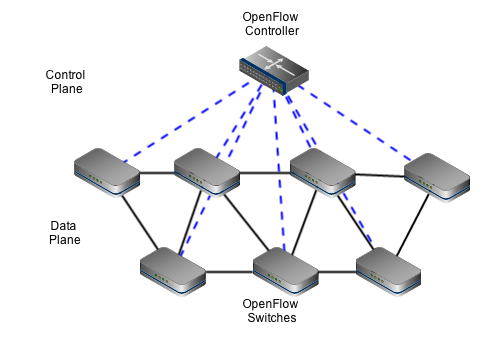 OpenFlow
Controller
Control
Plane
Data
Plane
OpenFlow
Switches